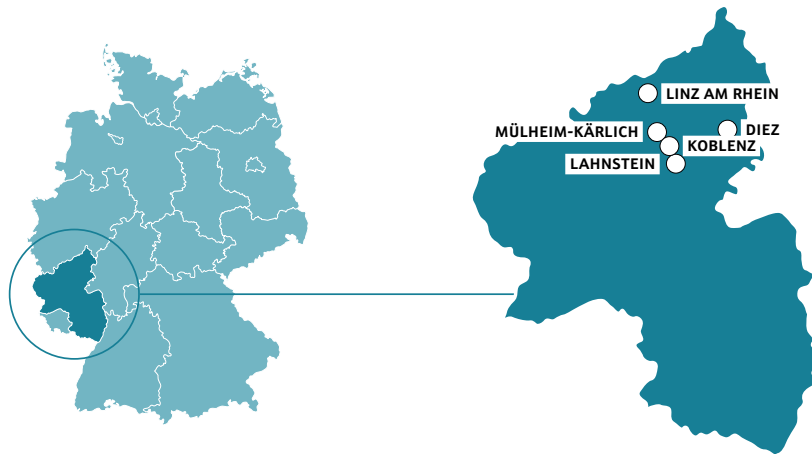 LINZ AM RHEIN
MÜLHEIM-KÄRLICH
DIEZ
KOBLENZ
LAHNSTEIN